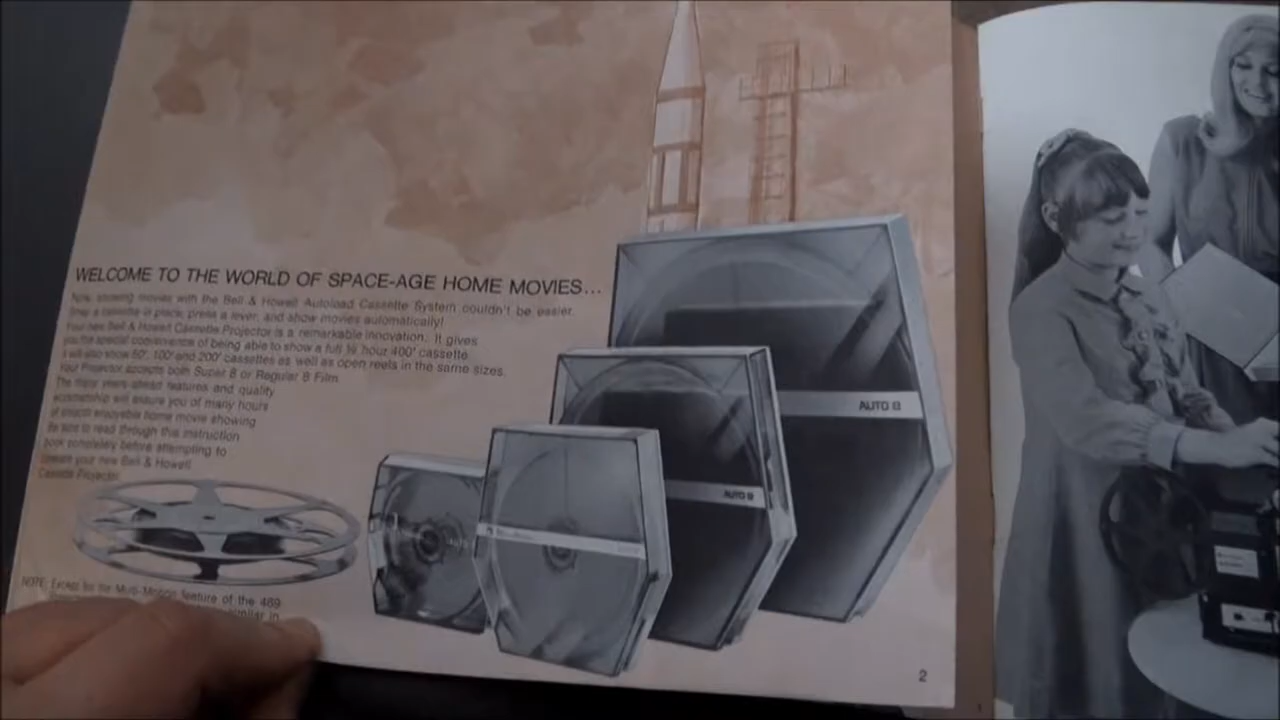 WELCOME TO THE WORLD OF SPACE-AGE HOME MOVIES...
Now, showing movies with the Bell & Howell Autoload Cassette System couldn't be easier.
Snap a cassette in place, press a lever, and show movies automatically!
Your new Bell & Howell Cassette Projector is a remarkable innovation. It gives
you the special convenience of being able to show a full ½ hour 400' cassette.
It will also show 50', 100' and 200' cassettes as well as open reels in the same sizes.
Your Projector accepts both Super 8 or Regular 8 Film.
The many years-ahead features and quality
workmanship will assure you of many hours
of smooth enjoyable home movie showing.
Be sure to read through this instruction
book completely before attempting to
operate your new Bell & Howell
Cassette Projector.
AUTO 8
AUTO 8
NOTE: Except for the Multi-Motion feature of the 469
similar in
2